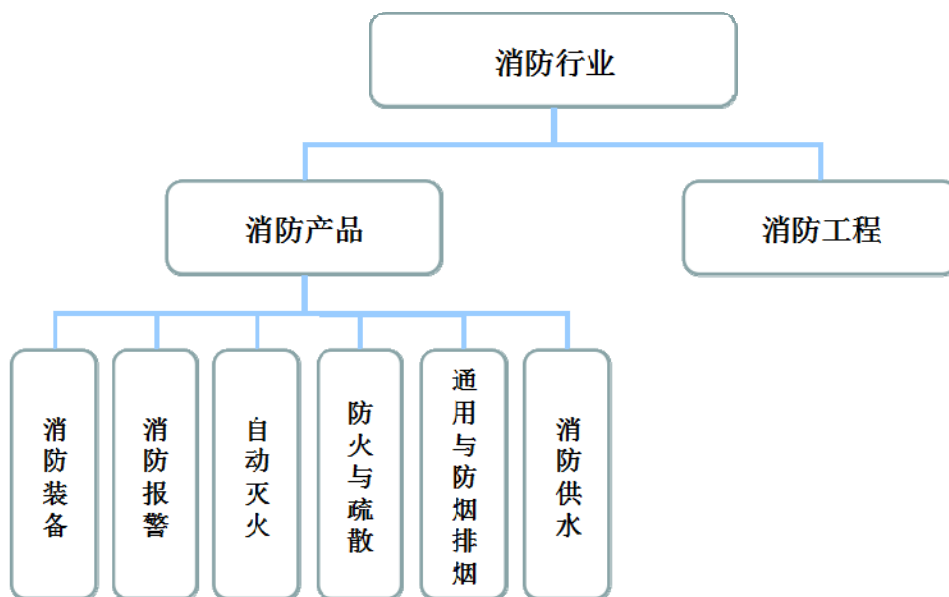 消防行业
消防产品
消防工程
消防装备
消防报警
自动灭火
防火与疏散
通用与防烟排烟
消防供水